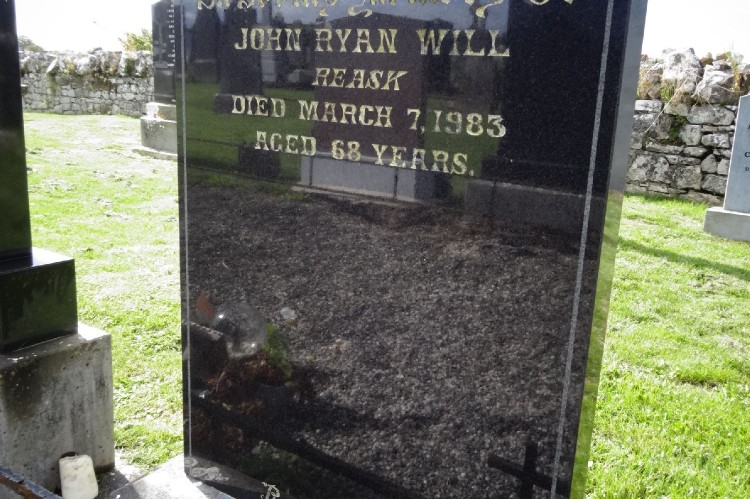 JOHN RYAN WILL
REASK
DIED MARCH 7, 1983
AGED 68 YEARS.